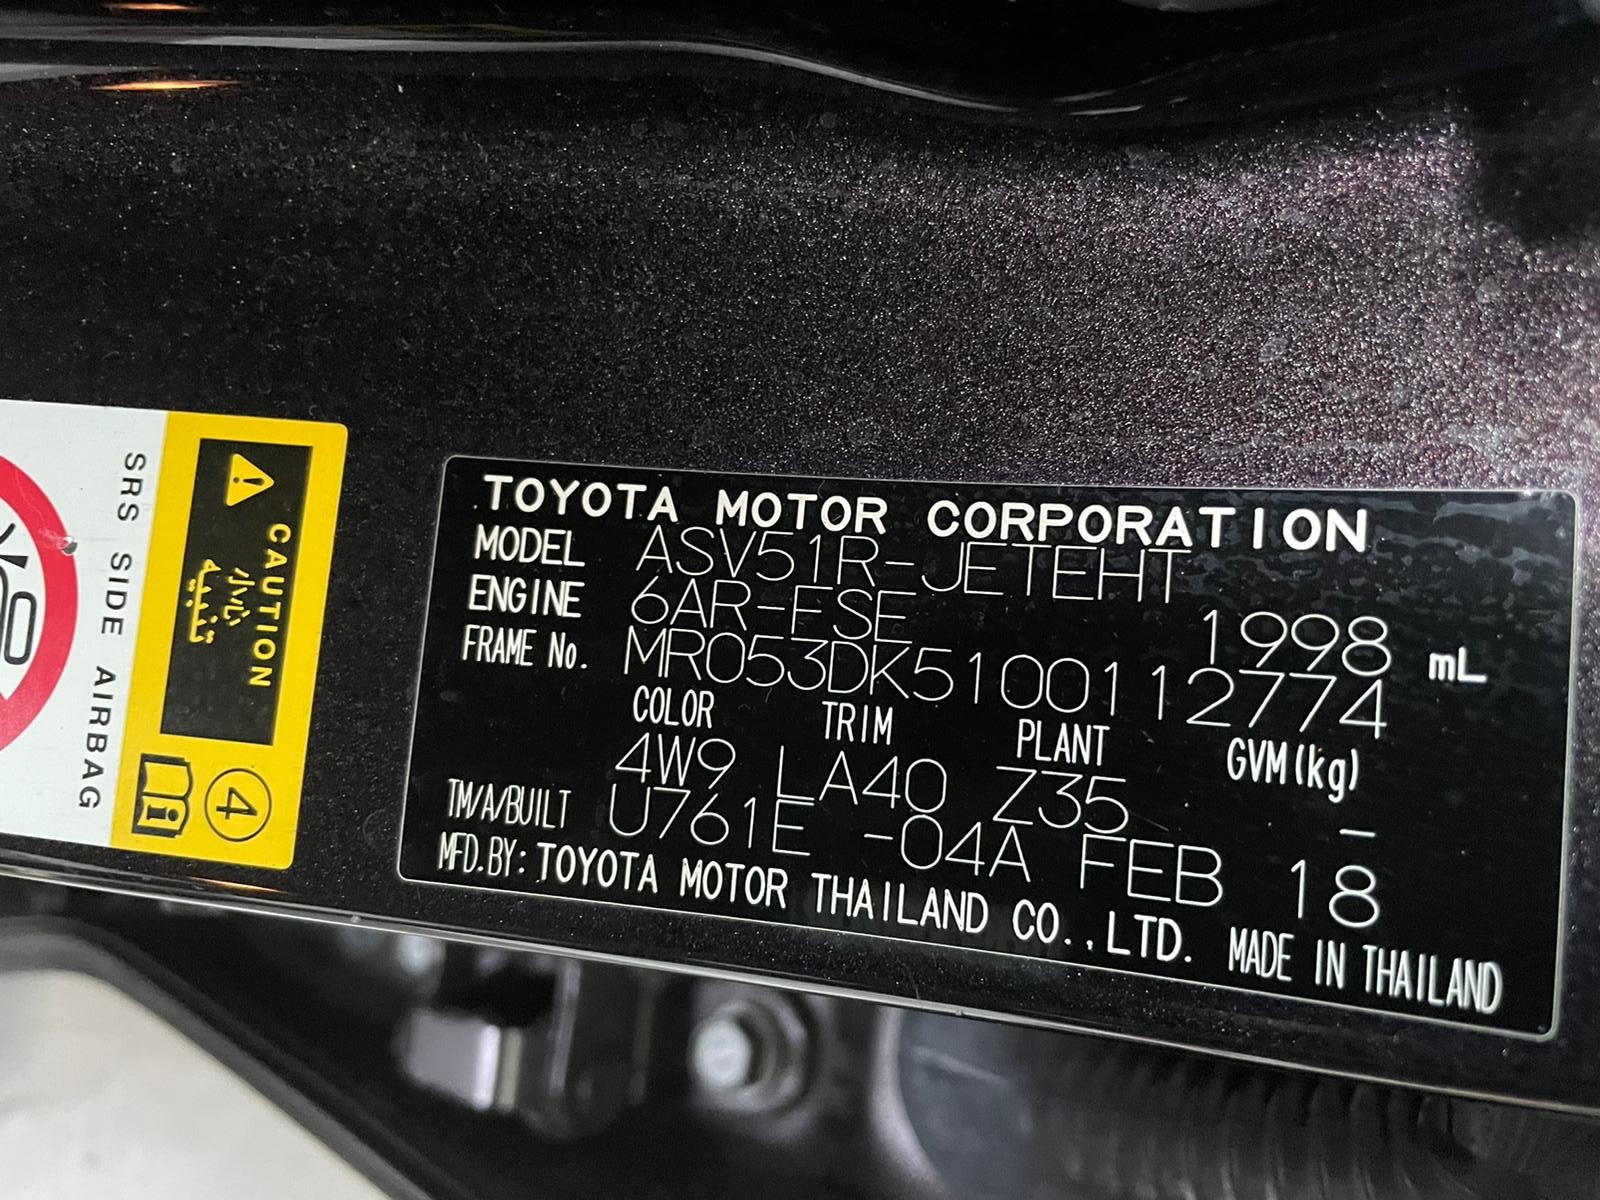 TOYOTA MOTOR CORPORATION
MODEL ASV51R-JETEHT
ENGINE 6AR-FSE 1998 mL
FRAME No. MR053DK5100112774
COLOR TRIM PLANT GVM(kg)
4W9 LA40 Z35 –
TM/A/BUILT U761E -04A FEB 18
MFD.BY: TOYOTA MOTOR THAILAND CO.,LTD. MADE IN THAILAND
SRS SIDE AIRBAG
CAUTION
هشدار
تنبيه
4